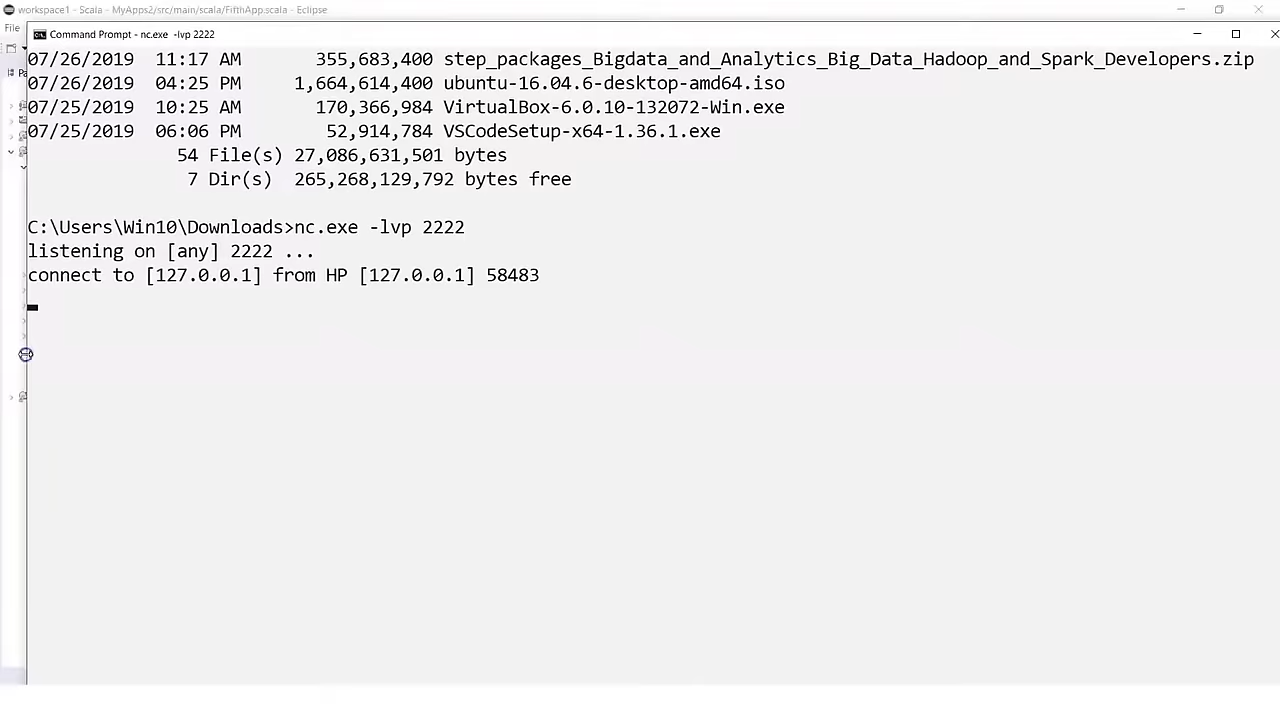 workspace1 - Scala - MyApps2/src/main/scala/FifthApp.scala - Eclipse
File
Command Prompt - nc.exe -lvp 2222
07/26/2019 11:17 AM 355,683,400 step_packages_Bigdata_and_Analytics_Big_Data_Hadoop_and_Spark_Developers.zip
07/26/2019 04:25 PM 1,664,614,400 ubuntu-16.04.6-desktop-amd64.iso
07/25/2019 10:25 AM 170,366,984 VirtualBox-6.0.10-132072-Win.exe
07/25/2019 06:06 PM 52,914,784 VSCodeSetup-x64-1.36.1.exe
54 File(s) 27,086,631,501 bytes
7 Dir(s) 265,268,129,792 bytes free
C:\Users\Win10\Downloads>nc.exe -lvp 2222
listening on [any] 2222 ...
connect to [127.0.0.1] from HP [127.0.0.1] 58483